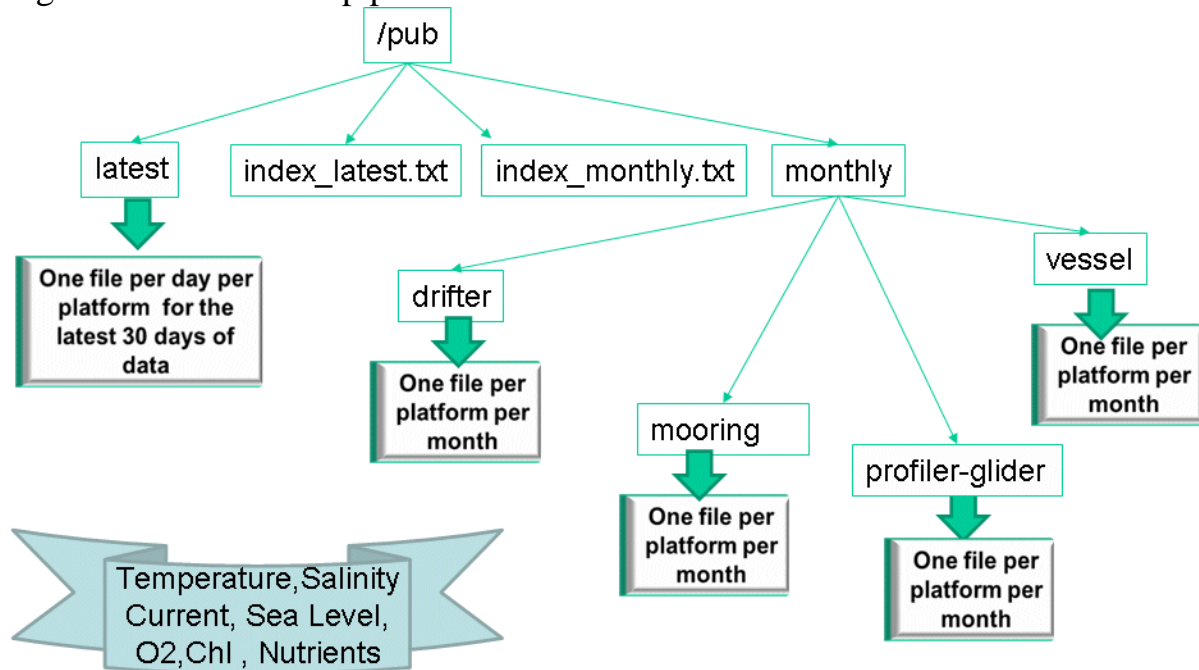 /pub
latest
index_latest.txt
index_monthly.txt
monthly
One file per day per
platform for the
latest 30 days of
data
drifter
One file per
platform per
month
vessel
One file per
platform per
month
mooring
One file per
platform per
month
profiler-glider
One file per
platform per
month
Temperature,Salinity
Current, Sea Level,
O2,Chl , Nutrients